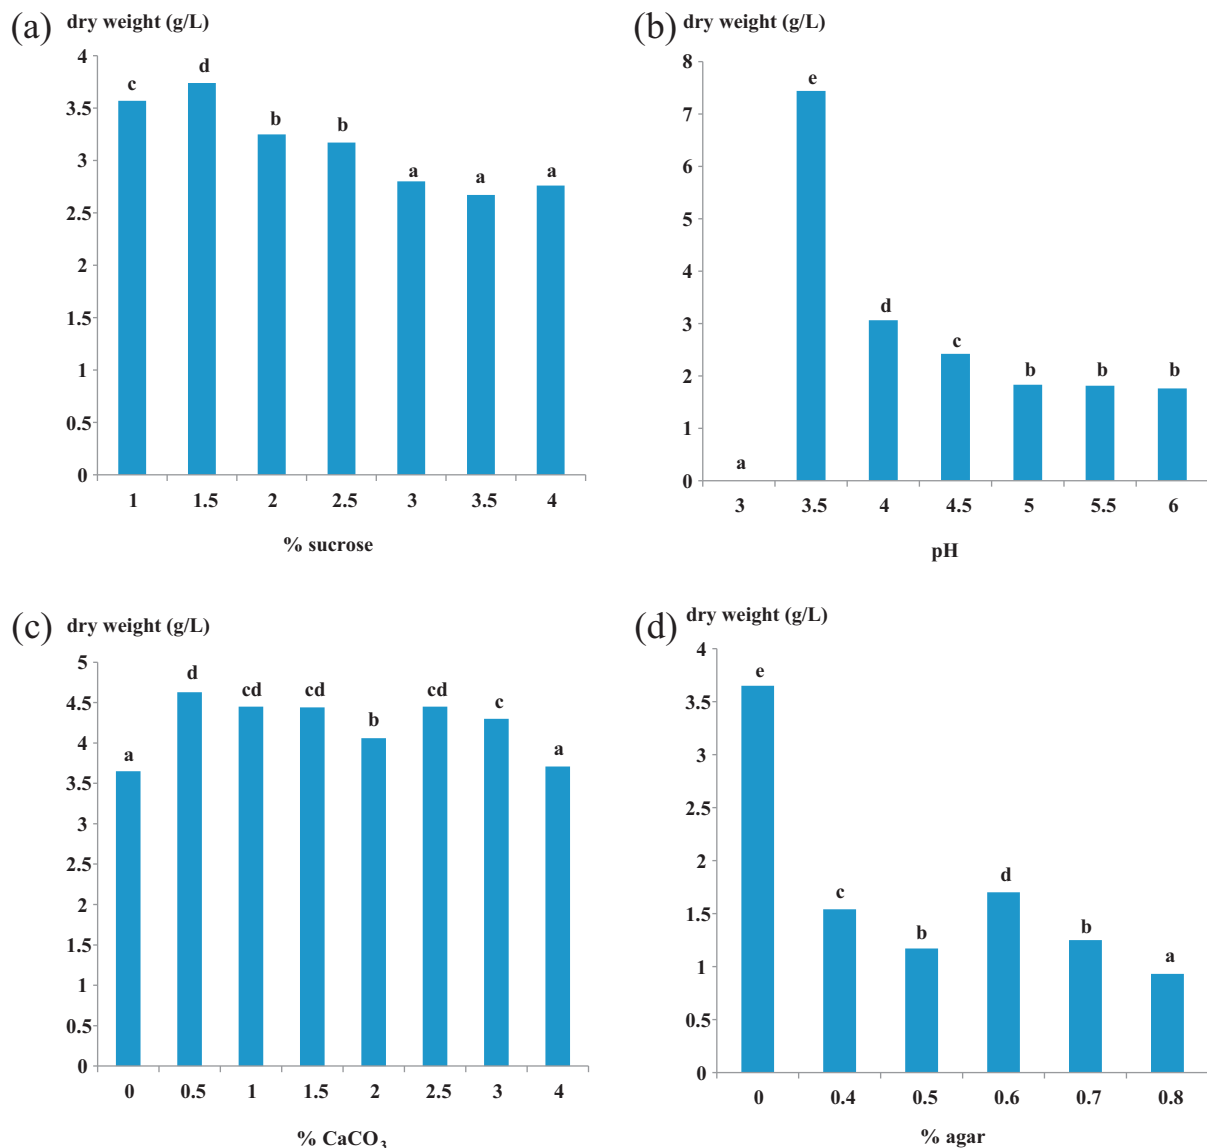 (a) dry weight (g/L)
4
3.5
3
2.5
2
1.5
1
0.5
0
c d b b a a a
1 1.5 2 2.5 3 3.5 4
% sucrose
(b) dry weight (g/L)
8
7
6
5
4
3
2
1
0
a e d c b b b
3 3.5 4 4.5 5 5.5 6
pH
(c) dry weight (g/L)
5
4.5
4
3.5
3
2.5
2
1.5
1
0.5
0
a d cd cd b cd c a
0 0.5 1 1.5 2 2.5 3 4
% CaCO₃
(d) dry weight (g/L)
4
3.5
3
2.5
2
1.5
1
0.5
0
e c b d b a
0 0.4 0.5 0.6 0.7 0.8
% agar